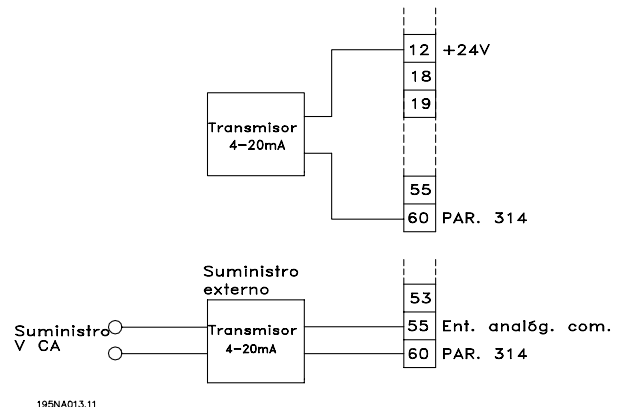 12 +24V
18
19
Transmisor
4-20mA
55
60 PAR. 314
Suministro
externo
53
Suministro
V CA
Transmisor
4-20mA
55 Ent. analóg. com.
60 PAR. 314
195NA013.11